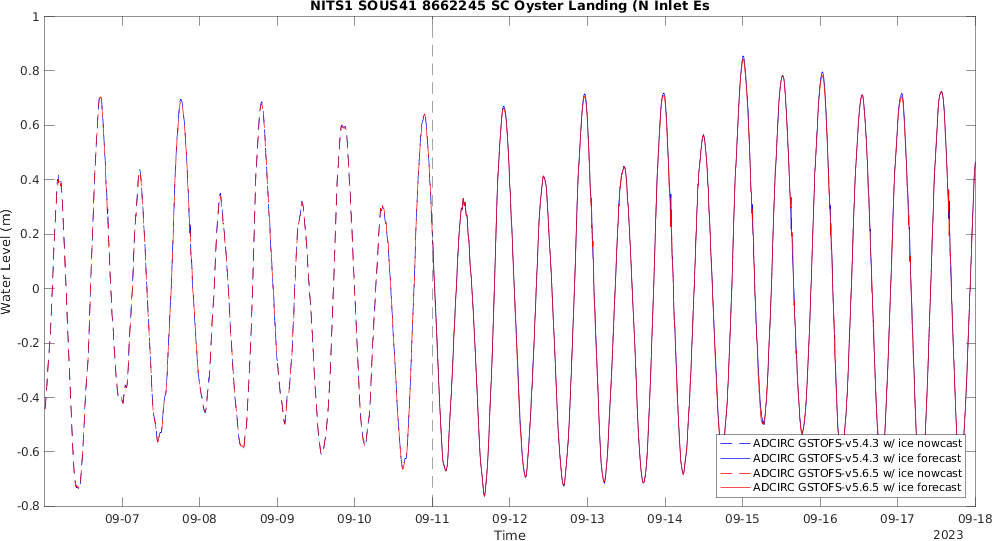 NITS1 SOUS41 8662245 SC Oyster Landing (N Inlet Es
1
0.8
0.6
0.4
0.2
0
-0.2
-0.4
-0.6
-0.8
Water Level (m)
ADCIRC GSTOFS-v5.4.3 w/ ice nowcast
ADCIRC GSTOFS-v5.4.3 w/ ice forecast
ADCIRC GSTOFS-v5.6.5 w/ ice nowcast
ADCIRC GSTOFS-v5.6.5 w/ ice forecast
09-07 09-08 09-09 09-10 09-11 09-12 09-13 09-14 09-15 09-16 09-17 09-18
Time
2023